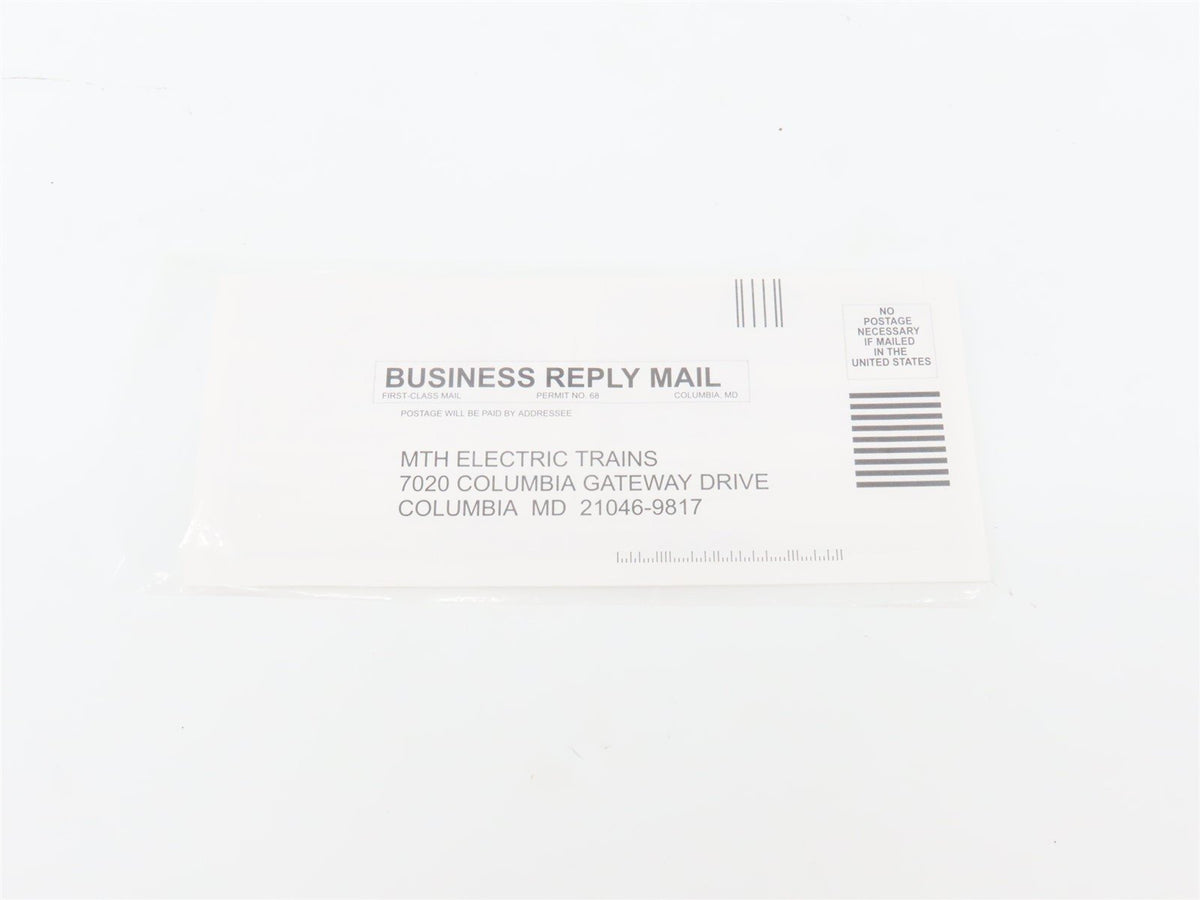 NO
POSTAGE
NECESSARY
IF MAILED
IN THE
UNITED STATES
BUSINESS REPLY MAIL
FIRST-CLASS MAIL PERMIT NO. 68 COLUMBIA, MD
POSTAGE WILL BE PAID BY ADDRESSEE
MTH ELECTRIC TRAINS
7020 COLUMBIA GATEWAY DRIVE
COLUMBIA MD 21046-9817